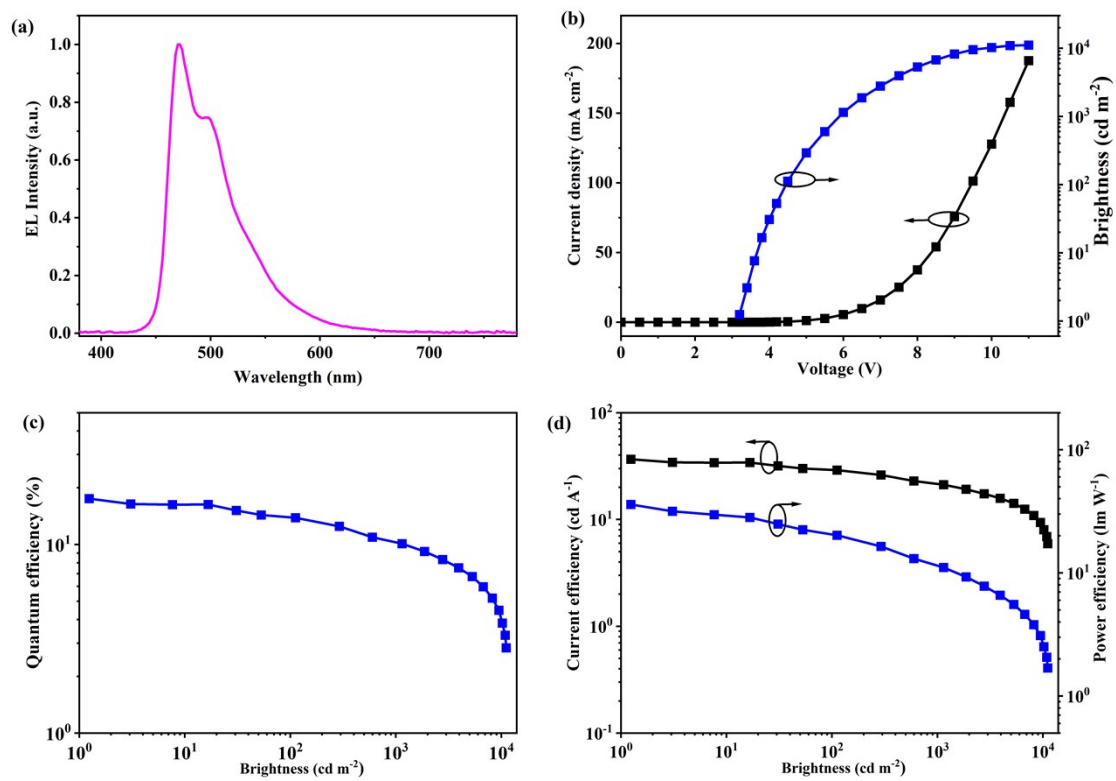 (a)
EL Intensity (a.u.)
1.0
0.8
0.6
0.4
0.2
0.0
400 500 600 700
Wavelength (nm)
(b)
Current density (mA cm-2)
200
150
100
50
0
0 2 4 6 8 10
Voltage (V)
10⁴
10³
10²
10¹
10⁰
Brightness (cd m-2)
(c)
Quantum efficiency (%)
10¹
10⁰
10⁰ 10¹ 10² 10³ 10⁴
Brightness (cd m-2)
(d)
Current efficiency (cd A-1)
10²
10¹
10⁰
10-1
10⁰ 10¹ 10² 10³ 10⁴
Brightness (cd m-2)
10²
10¹
10⁰
Power efficiency (lm W-1)